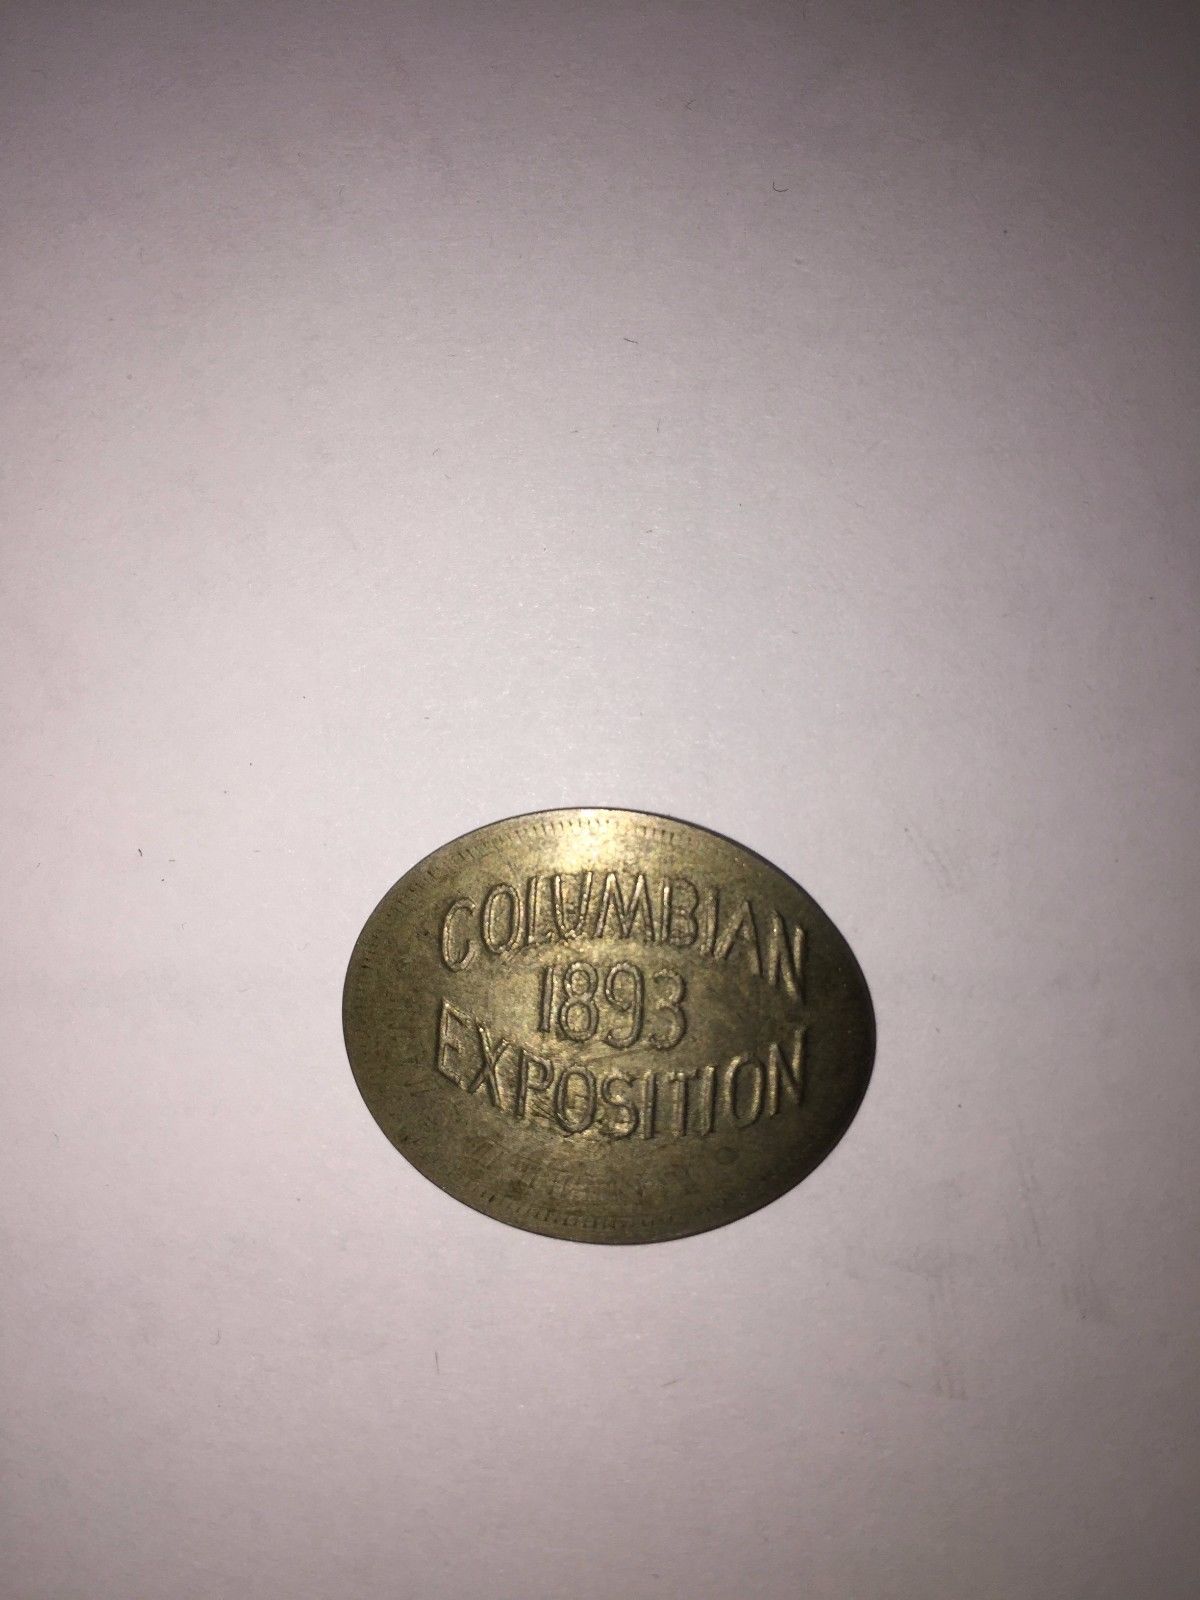 COLUMBIAN
1893
EXPOSITION